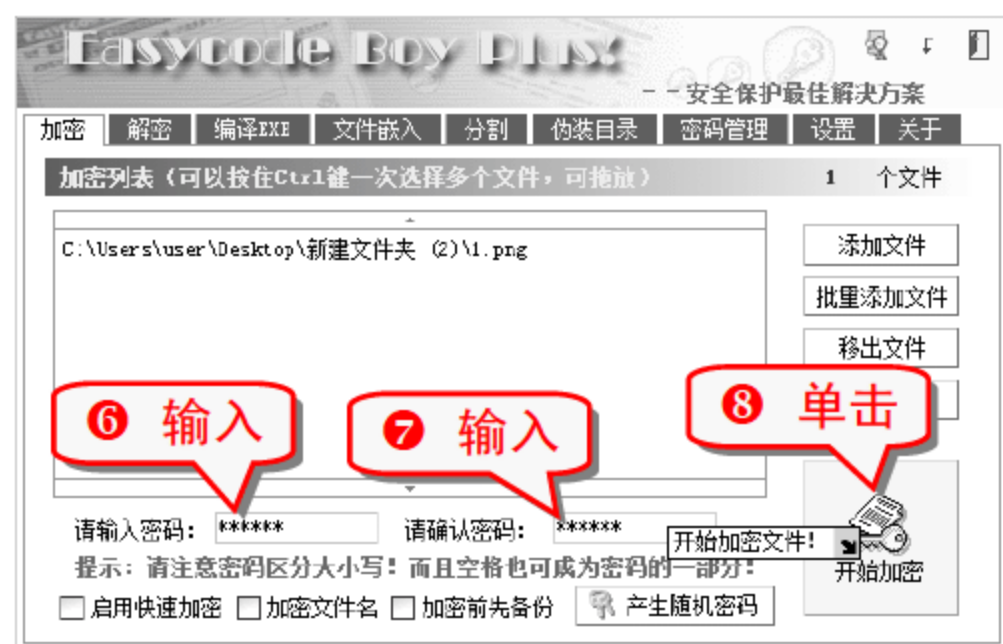 Easycode Boy Plus!
- - 安全保护最佳解决方案
加密 解密 编译EXE 文件嵌入 分割 伪装目录 密码管理 设置 关于
加密列表（可以按住Ctrl键一次选择多个文件，可拖放） 1 个文件
C:\Users\user\Desktop\新建文件夹 (2)\1.png
添加文件
批里添加文件
移出文件
❻ 输入
❼ 输入
❽ 单击
请输入密码： ****** 请确认密码： ******
开始加密文件!
提示：请注意密码区分大小写！而且空格也可成为密码的一部分！
开始加密
启用快速加密 加密文件名 加密前先备份 产生随机密码